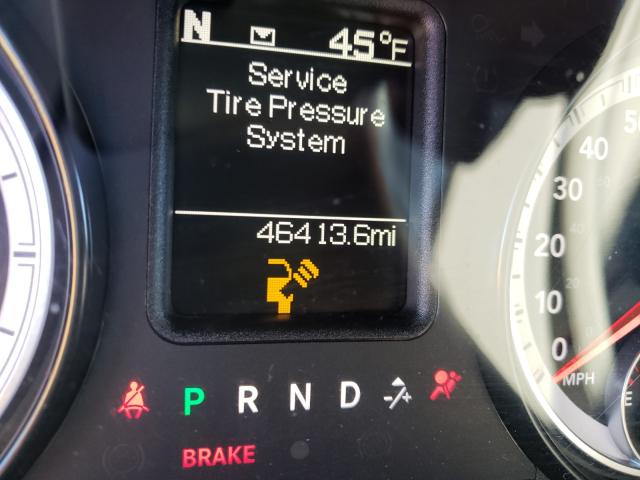 N 45°F
Service
Tire Pressure
System
46413.6mi
50
40
30
20
10
0
MPH
E
P R N D
BRAKE